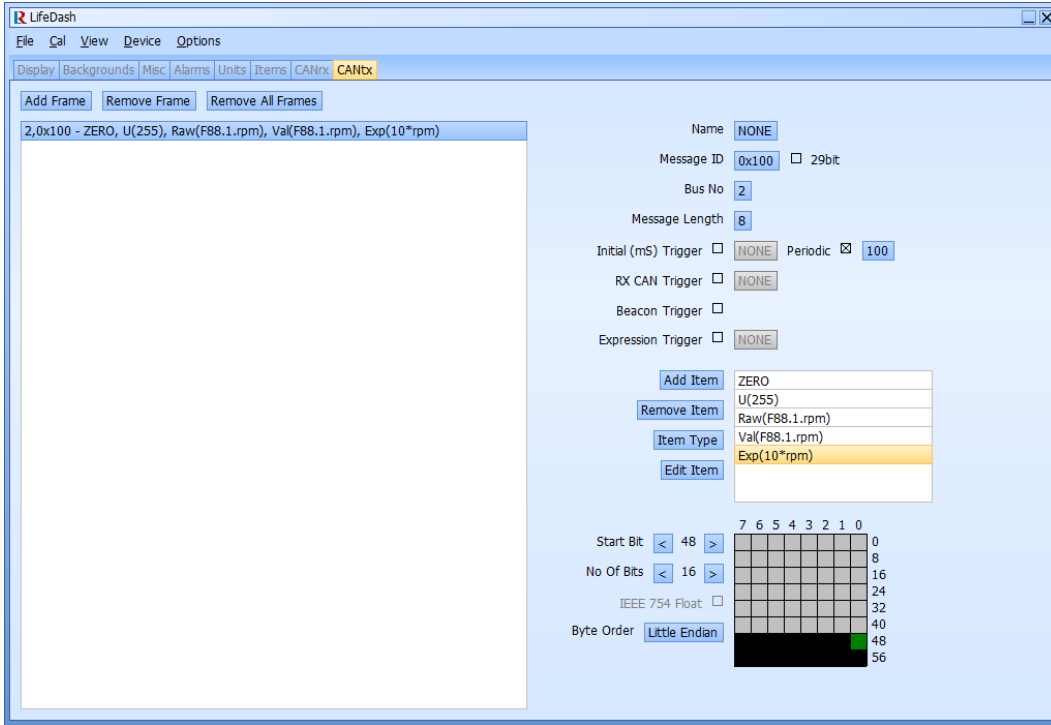 LifeDash
File Cal View Device Options
Display Backgrounds Misc Alarms Units Items CANrx CANtx
Add Frame Remove Frame Remove All Frames
2,0x100 - ZERO, U(255), Raw(F88.1.rpm), Val(F88.1.rpm), Exp(10*rpm)
Name NONE
Message ID 0x100 29bit
Bus No 2
Message Length 8
Initial (mS) Trigger NONE Periodic 100
RX CAN Trigger NONE
Beacon Trigger
Expression Trigger NONE
Add Item
Remove Item
Item Type
Edit Item
ZERO
U(255)
Raw(F88.1.rpm)
Val(F88.1.rpm)
Exp(10*rpm)
Start Bit < 48 >
No Of Bits < 16 >
IEEE 754 Float
Byte Order Little Endian
7 6 5 4 3 2 1 0
0
8
16
24
32
40
48
56